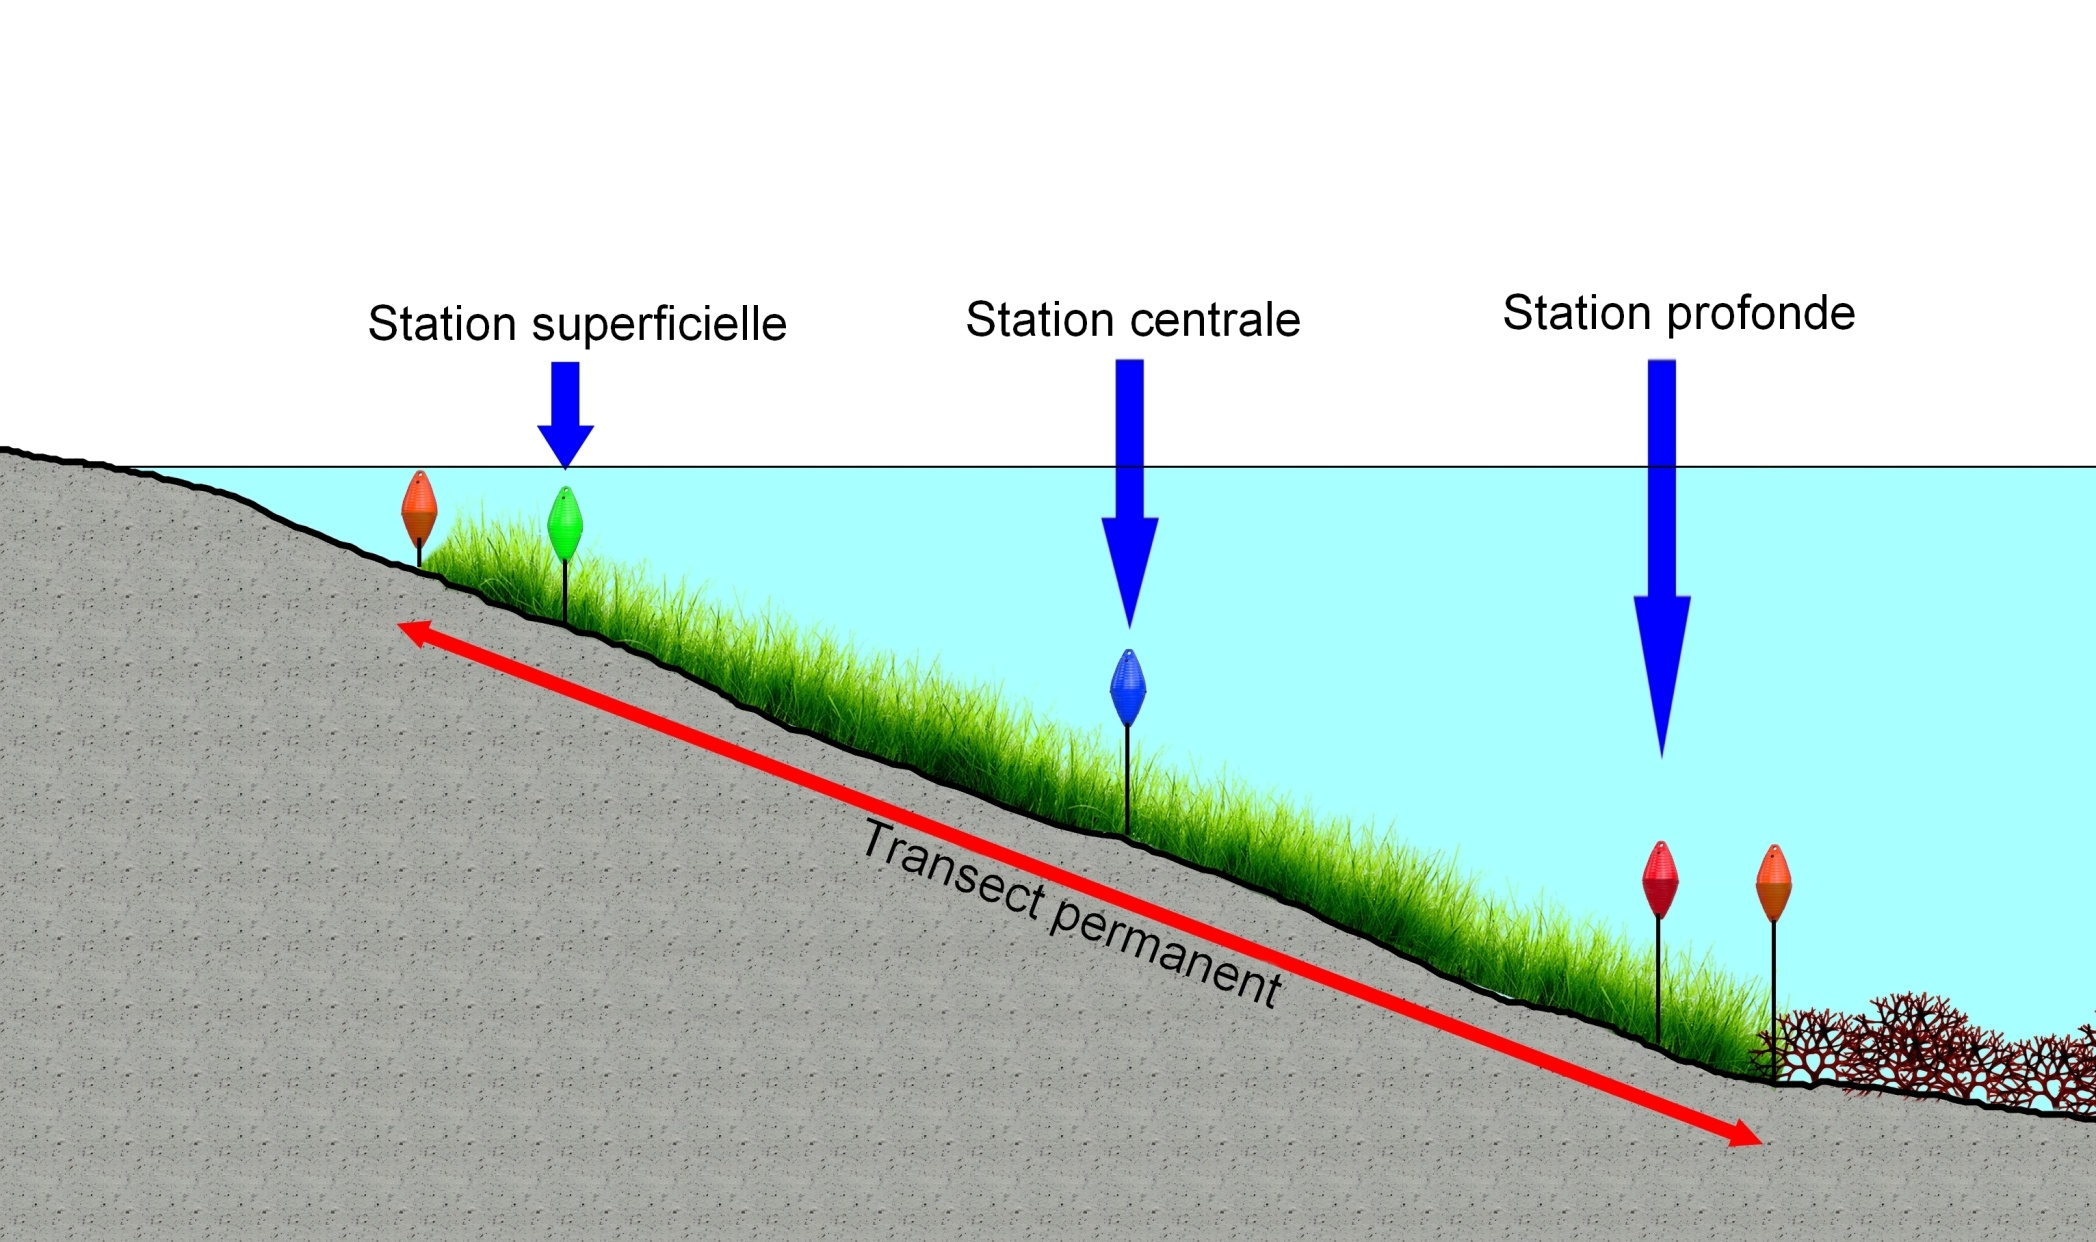 Station superficielle
Station centrale
Station profonde
Transect permanent